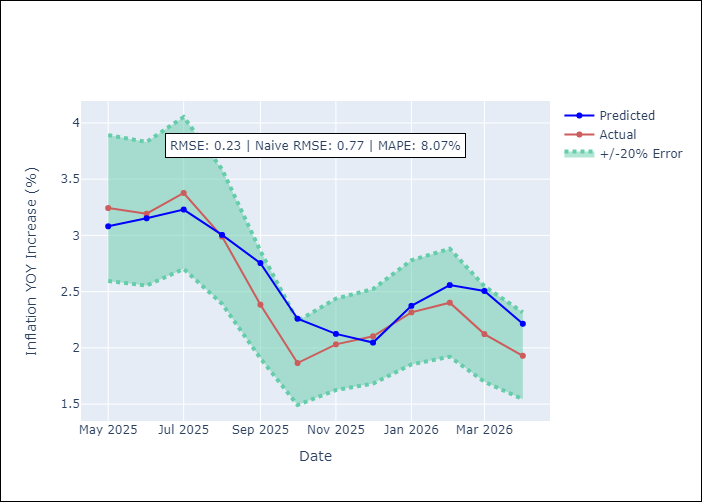 RMSE: 0.23 | Naive RMSE: 0.77 | MAPE: 8.07%
Predicted
Actual
+/-20% Error
Inflation YOY Increase (%)
4
3.5
3
2.5
2
1.5
May 2025
Jul 2025
Sep 2025
Nov 2025
Jan 2026
Mar 2026
Date